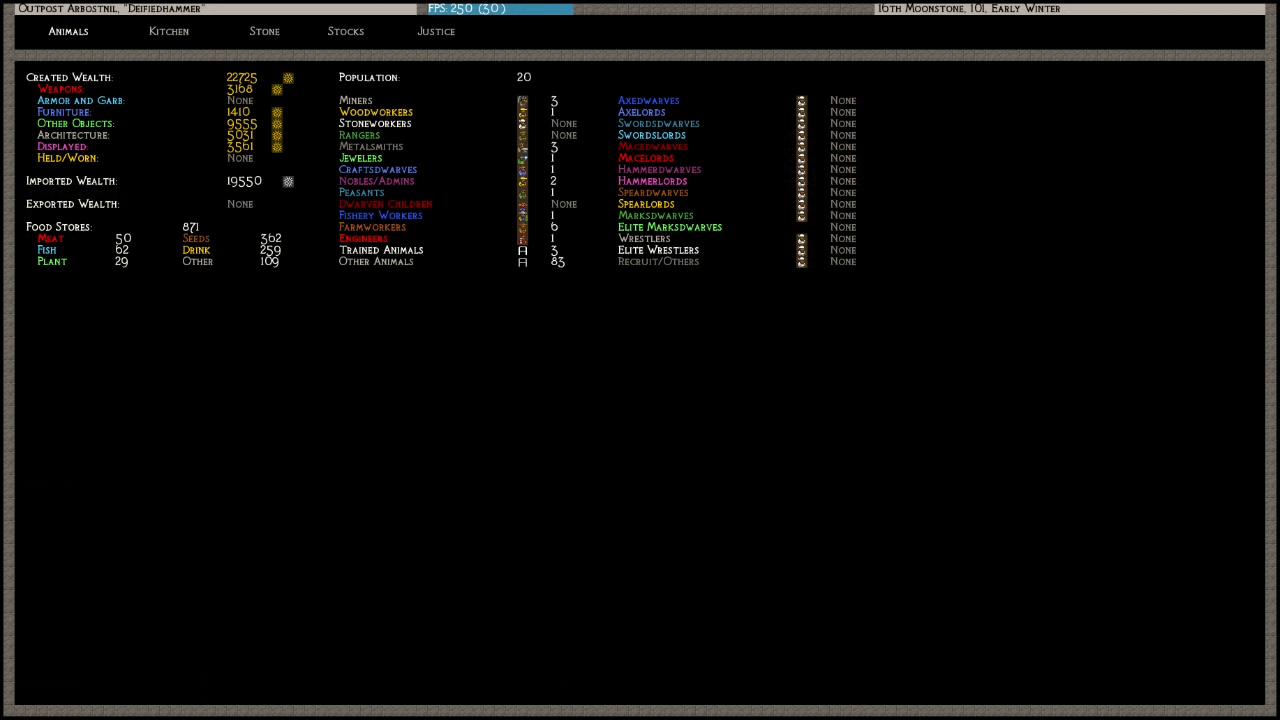 Outpost Arbostnil, "Deifiedhammer" FPS: 250 (30) 16th Moonstone, 101, Early Winter
Animals Kitchen Stone Stocks Justice
Created Wealth: 22725 Population: 20
Weapons: 3168
Armor and Garb: None Miners 3 Axedwarves None
Furniture: 1410 Woodworkers 1 Axelords None
Other Objects: 9555 Stoneworkers None Swordsdwarves None
Architecture: 5031 Rangers None Swordslords None
Displayed: 3561 Metalsmiths 3 Macedwarves None
Held/Worn: None Jewelers 1 Macelords None
Craftsdwarves 1 Hammerdwarves None
Imported Wealth: 19550 Nobles/Admins 2 Hammerlords None
Peasants 1 Speardwarves None
Exported Wealth: None Dwarven Children None Spearlords None
Fishery Workers 1 Marksdwarves None
Food Stores: 871 Farmworkers 6 Elite Marksdwarves None
Meat 50 Seeds 362 Engineers 1 Wrestlers None
Fish 62 Drink 259 Trained Animals A 3 Elite Wrestlers None
Plant 29 Other 109 Other Animals A 83 Recruit/Others None